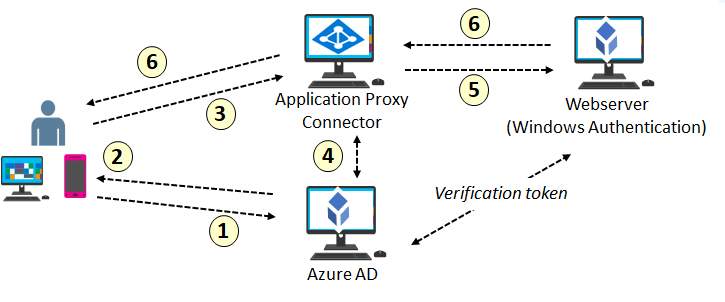 6
6
3
5
Application Proxy
Connector
Webserver
(Windows Authentication)
2
4
1
Verification token
Azure AD